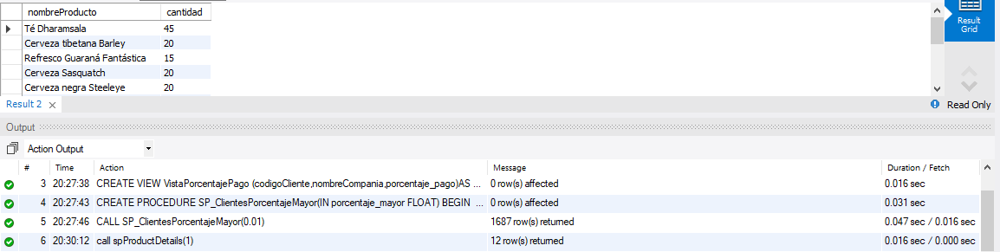 nombreProducto cantidad
Té Dharamsala 45
Cerveza tibetana Barley 20
Refresco Guaraná Fantástica 15
Cerveza Sasquatch 20
Cerveza negra Steeleye 20
Result
Grid
Result 2 Read Only
Output
Action Output
# Time Action Message Duration / Fetch
3 20:27:38 CREATE VIEW VistaPorcentajePago (codigoCliente,nombreCompania,porcentaje_pago)AS ... 0 row(s) affected 0.016 sec
4 20:27:43 CREATE PROCEDURE SP_ClientesPorcentajeMayor(IN porcentaje_mayor FLOAT) BEGIN ... 0 row(s) affected 0.031 sec
5 20:27:46 CALL SP_ClientesPorcentajeMayor(0.01) 1687 row(s) returned 0.047 sec / 0.016 sec
6 20:30:12 call spProductDetails(1) 12 row(s) returned 0.016 sec / 0.000 sec